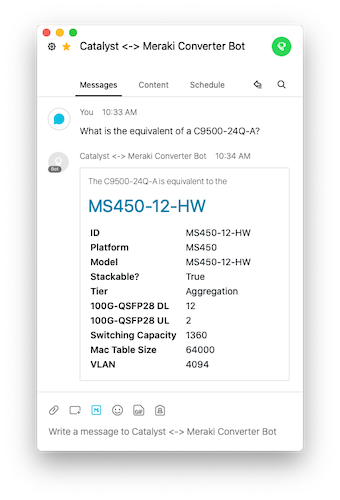 Catalyst <-> Meraki Converter Bot
Messages Content Schedule
You 10:33 AM
What is the equivalent of a C9500-24Q-A?
Catalyst <-> Meraki Converter Bot 10:34 AM
Bot
The C9500-24Q-A is equivalent to the
MS450-12-HW
ID MS450-12-HW
Platform MS450
Model MS450-12-HW
Stackable? True
Tier Aggregation
100G-QSFP28 DL 12
100G-QSFP28 UL 2
Switching Capacity 1360
Mac Table Size 64000
VLAN 4094
GIF
Write a message to Catalyst <-> Meraki Converter Bot